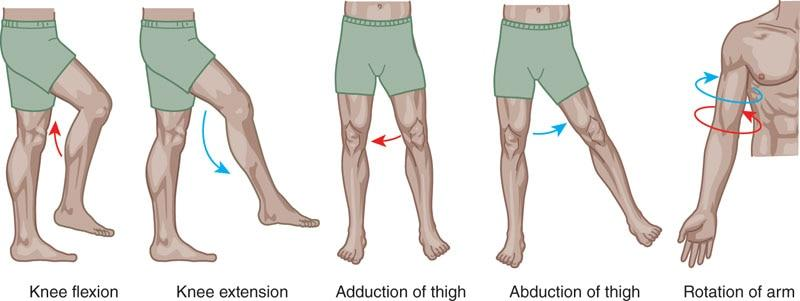 Knee flexion
Knee extension
Adduction of thigh
Abduction of thigh
Rotation of arm